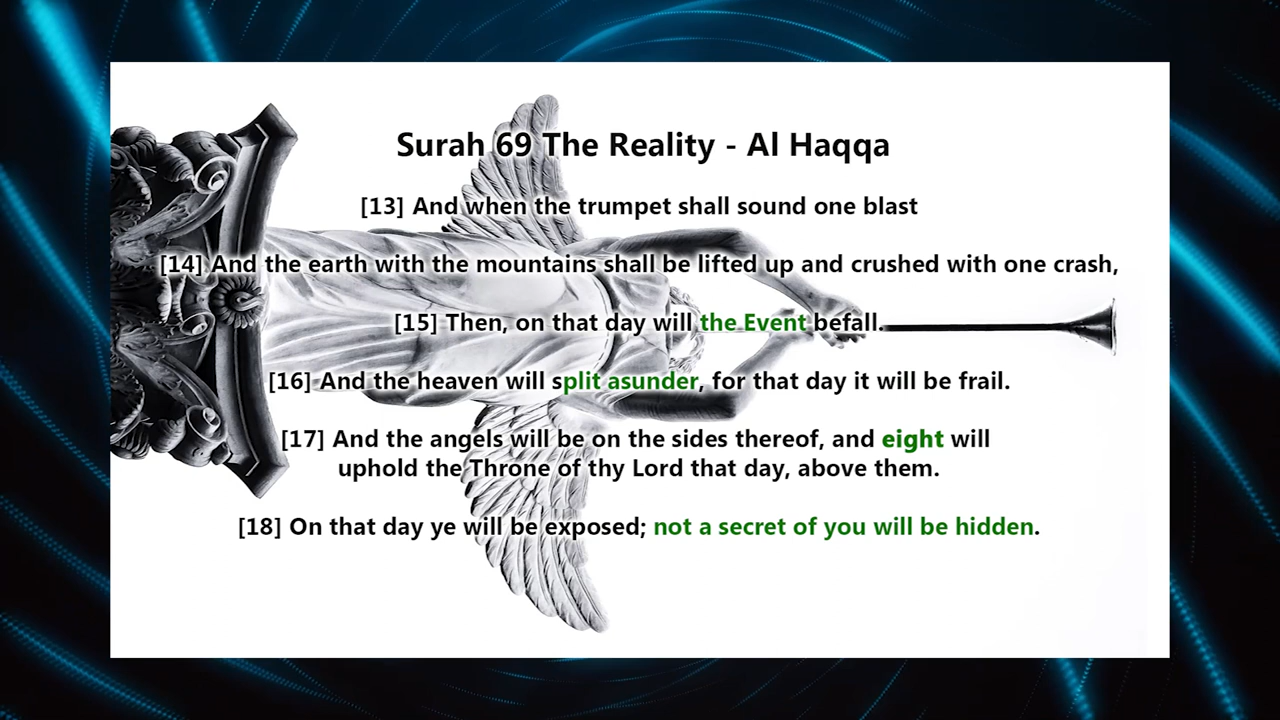 Surah 69 The Reality - Al Haqqa
[13] And when the trumpet shall sound one blast
[14] And the earth with the mountains shall be lifted up and crushed with one crash,
[15] Then, on that day will the Event befall.
[16] And the heaven will split asunder, for that day it will be frail.
[17] And the angels will be on the sides thereof, and eight will
uphold the Throne of thy Lord that day, above them.
[18] On that day ye will be exposed; not a secret of you will be hidden.